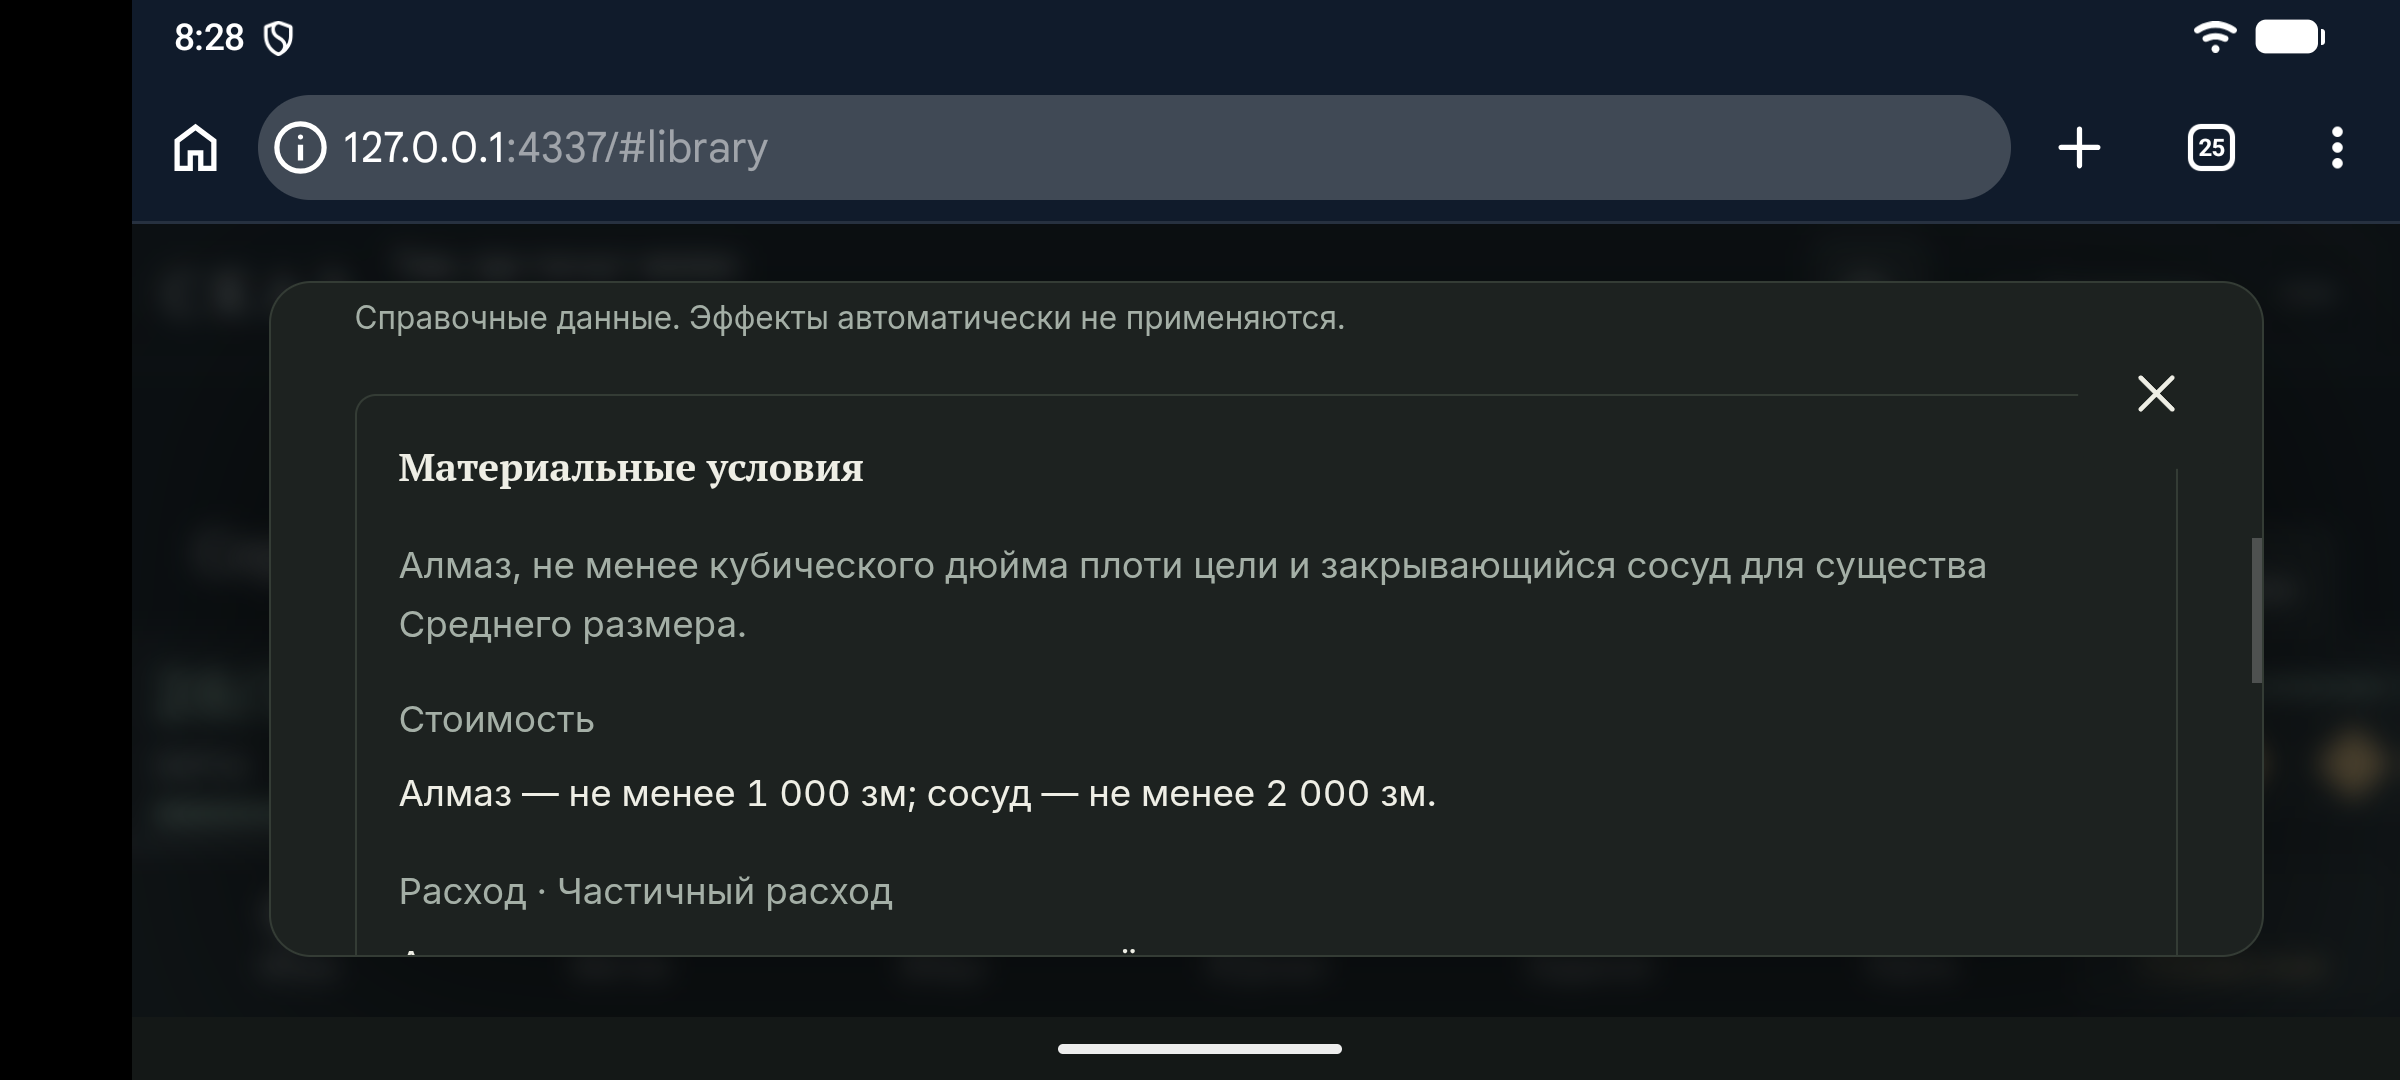 8:28
127.0.0.1:4337/#library
25
Справочные данные. Эффекты автоматически не применяются.
Материальные условия
Алмаз, не менее кубического дюйма плоти цели и закрывающийся сосуд для существа
Среднего размера.
Стоимость
Алмаз — не менее 1 000 зм; сосуд — не менее 2 000 зм.
Расход · Частичный расход